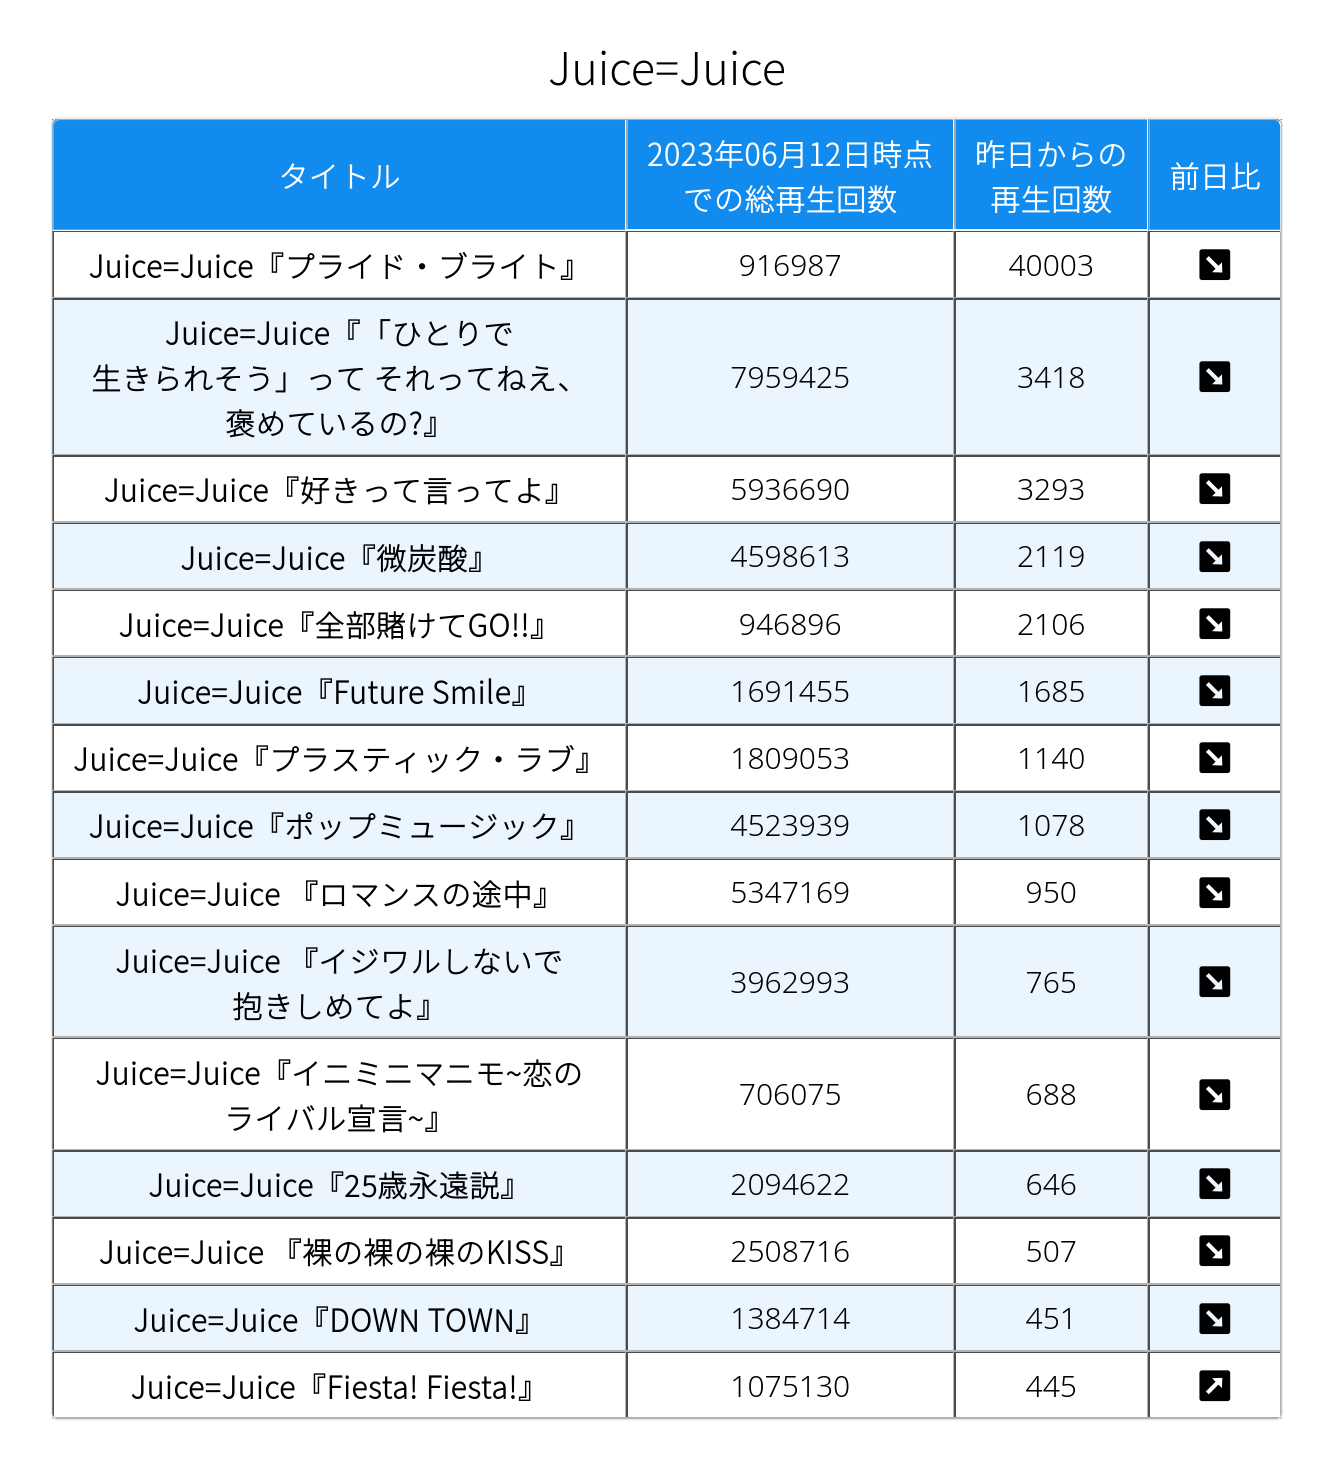 Juice=Juice
タイトル
2023年06月12日時点
での総再生回数
昨日からの
再生回数
前日比
Juice=Juice『プライド・ブライト』
916987
40003
Juice=Juice『「ひとりで
生きられそう」って それってねえ、
褒めているの?』
7959425
3418
Juice=Juice『好きって言ってよ』
5936690
3293
Juice=Juice『微炭酸』
4598613
2119
Juice=Juice『全部賭けてGO!!』
946896
2106
Juice=Juice『Future Smile』
1691455
1685
Juice=Juice『プラスティック・ラブ』
1809053
1140
Juice=Juice『ポップミュージック』
4523939
1078
Juice=Juice 『ロマンスの途中』
5347169
950
Juice=Juice 『イジワルしないで
抱きしめてよ』
3962993
765
Juice=Juice『イニミニマニモ~恋の
ライバル宣言~』
706075
688
Juice=Juice『25歳永遠説』
2094622
646
Juice=Juice 『裸の裸の裸のKISS』
2508716
507
Juice=Juice『DOWN TOWN』
1384714
451
Juice=Juice『Fiesta! Fiesta!』
1075130
445